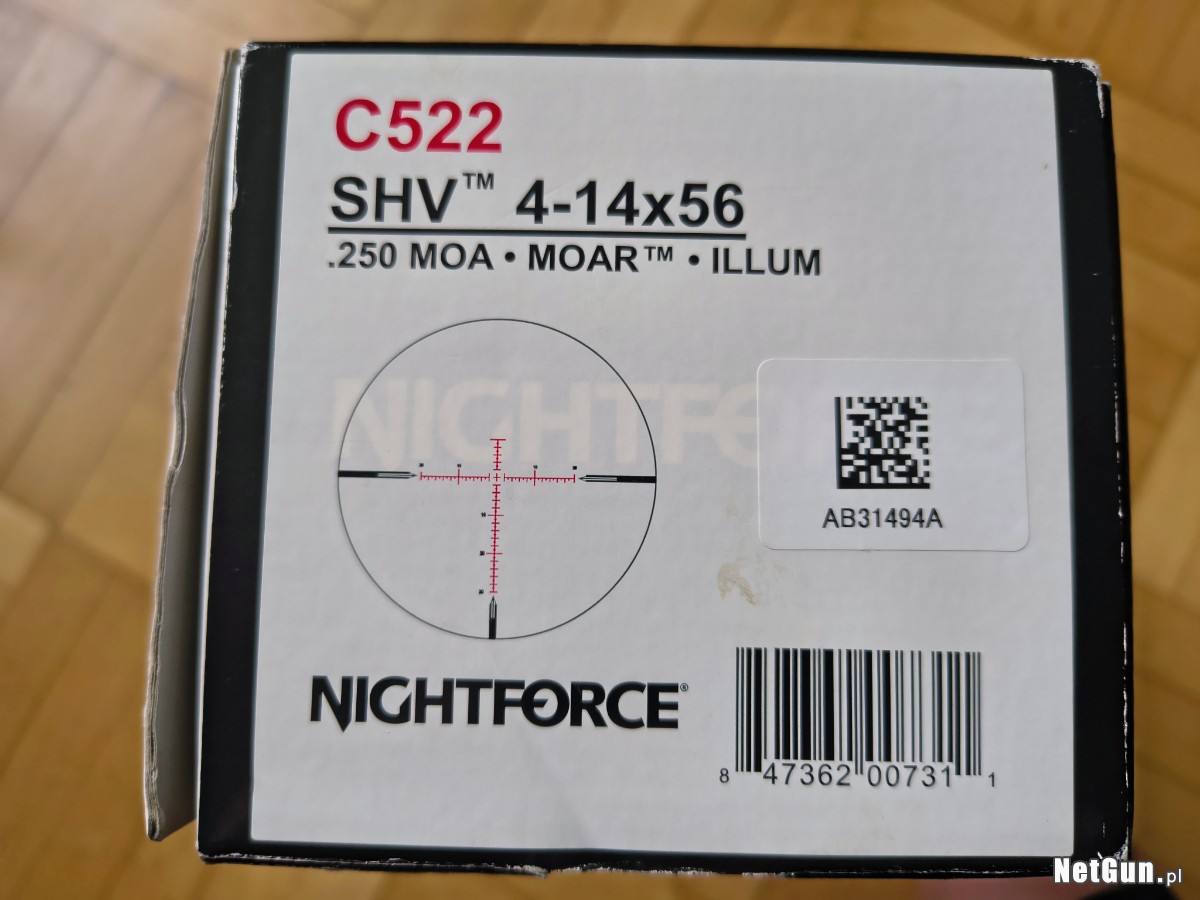 C522
SHV™ 4-14x56
.250 MOA • MOAR™ • ILLUM
NIGHTFORCE
AB31494A
NIGHTFORCE®
8 47362 00731 1
NetGun.pl